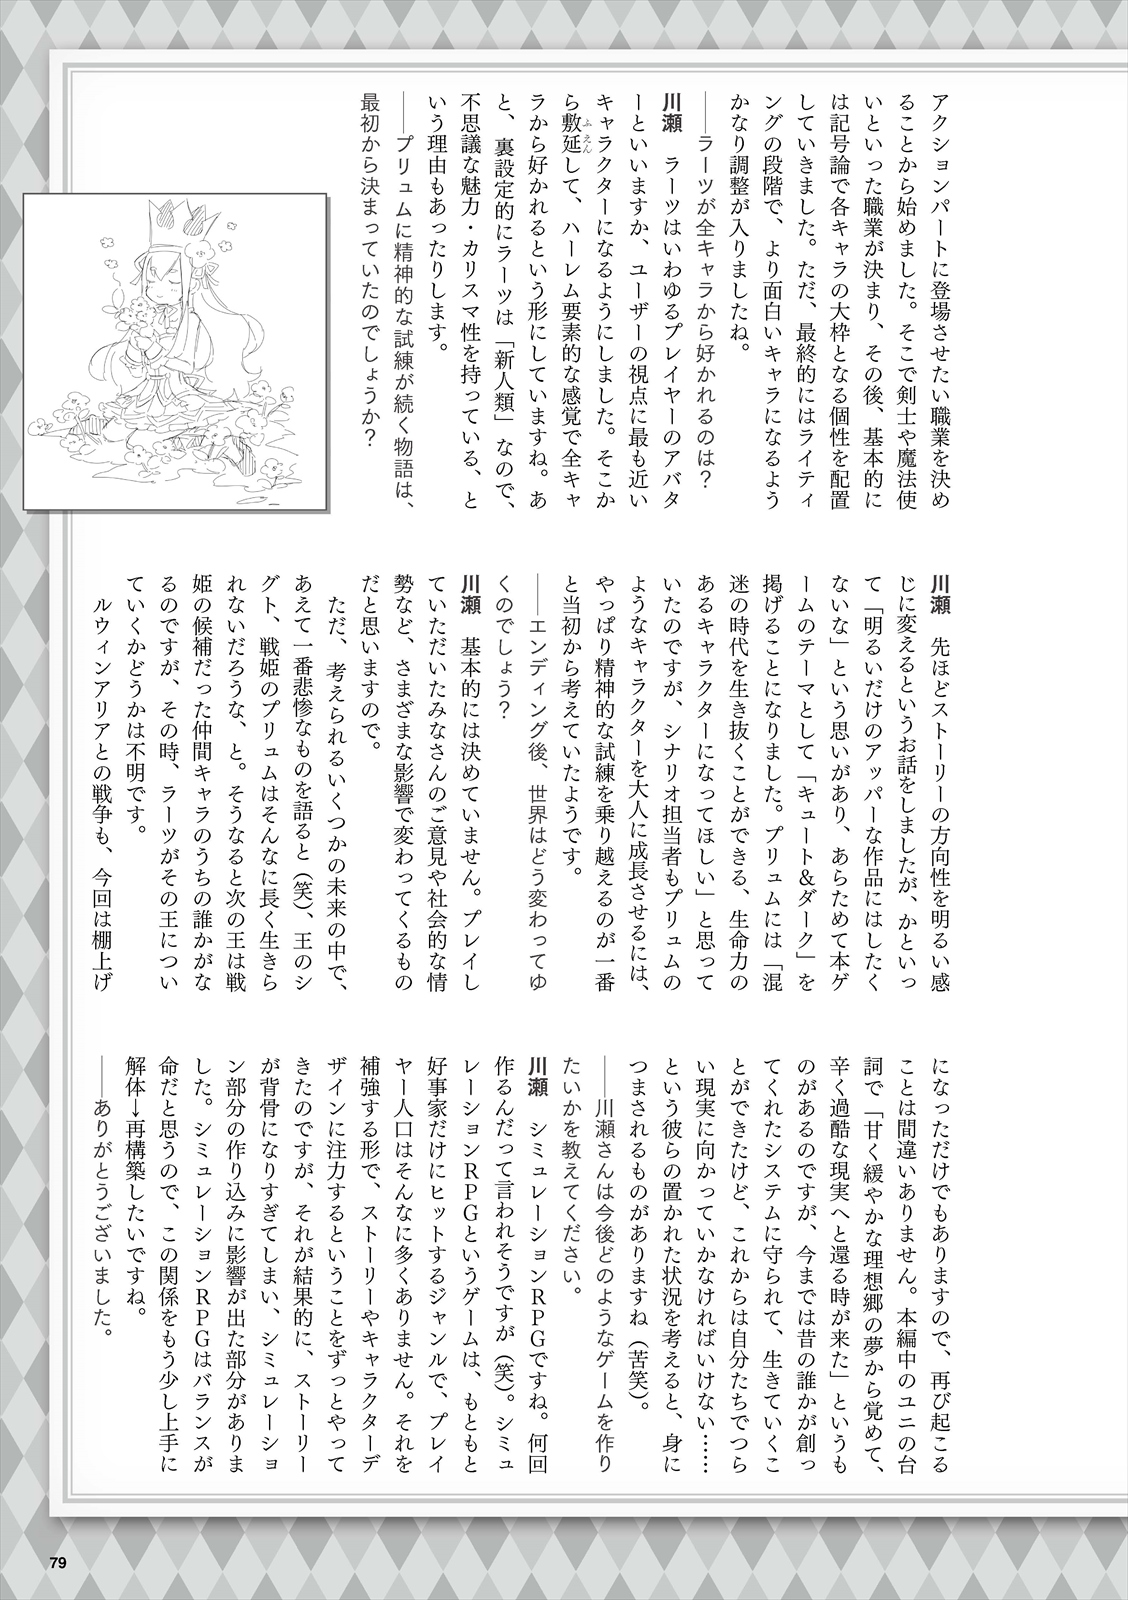 アクションパートに登場させたい職業を決め
ることから始めました。そこで剣士や魔法使
いといった職業が決まり、その後、基本的に
は記号論で各キャラの大枠となる個性を配置
していきました。ただ、最終的にはライティ
ングの段階で、より面白いキャラになるよう
かなり調整が入りましたね。
――ラーツが全キャラから好かれるのは？
川瀬　ラーツはいわゆるプレイヤーのアバタ
ーといいますか、ユーザーの視点に最も近い
キャラクターになるようにしました。そこか
ら敷延して、ハーレム要素的な感覚で全キャ
ふえん
ラから好かれるという形にしていますね。あ
と、裏設定的にラーツは「新人類」なので、
不思議な魅力・カリスマ性を持っている、と
いう理由もあったりします。
――プリュムに精神的な試練が続く物語は、
最初から決まっていたのでしょうか？
川瀬　先ほどストーリーの方向性を明るい感
じに変えるというお話をしましたが、かといっ
て「明るいだけのアッパーな作品にはしたく
ないな」という思いがあり、あらためて本ゲ
ームのテーマとして「キュート＆ダーク」を
掲げることになりました。プリュムには「混
迷の時代を生き抜くことができる、生命力の
あるキャラクターになってほしい」と思って
いたのですが、シナリオ担当者もプリュムの
ようなキャラクターを大人に成長させるには、
やっぱり精神的な試練を乗り越えるのが一番
と当初から考えていたようです。
――エンディング後、世界はどう変わってゆ
くのでしょう？
川瀬　基本的には決めていません。プレイし
ていただいたみなさんのご意見や社会的な情
勢など、さまざまな影響で変わってくるもの
だと思いますので。
　ただ、考えられるいくつかの未来の中で、
あえて一番悲惨なものを語ると（笑）、王のシ
グト、戦姫のプリュムはそんなに長く生きら
れないだろうな、と。そうなると次の王は戦
姫の候補だった仲間キャラのうちの誰かがな
るのですが、その時、ラーツがその王につい
ていくかどうかは不明です。
　ルウィンアリアとの戦争も、今回は棚上げ
になっただけでもありますので、再び起こる
ことは間違いありません。本編中のユニの台
詞で「甘く緩やかな理想郷の夢から覚めて、
辛く過酷な現実へと還る時が来た」というも
のがあるのですが、今までは昔の誰かが創っ
てくれたシステムに守られて、生きていくこ
とができたけど、これからは自分たちでつら
い現実に向かっていかなければいけない……
という彼らの置かれた状況を考えると、身に
つまされるものがありますね（苦笑）。
――川瀬さんは今後どのようなゲームを作り
たいかを教えてください。
川瀬　シミュレーションRPGですね。何回
作るんだって言われそうですが（笑）。シミュ
レーションRPGというゲームは、もともと
好事家だけにヒットするジャンルで、プレイ
ヤー人口はそんなに多くありません。それを
補強する形で、ストーリーやキャラクターデ
ザインに注力するということをずっとやって
きたのですが、それが結果的に、ストーリー
が背骨になりすぎてしまい、シミュレーショ
ン部分の作り込みに影響が出た部分がありま
した。シミュレーションRPGはバランスが
命だと思うので、この関係をもう少し上手に
解体→再構築したいですね。
――ありがとうございました。
79